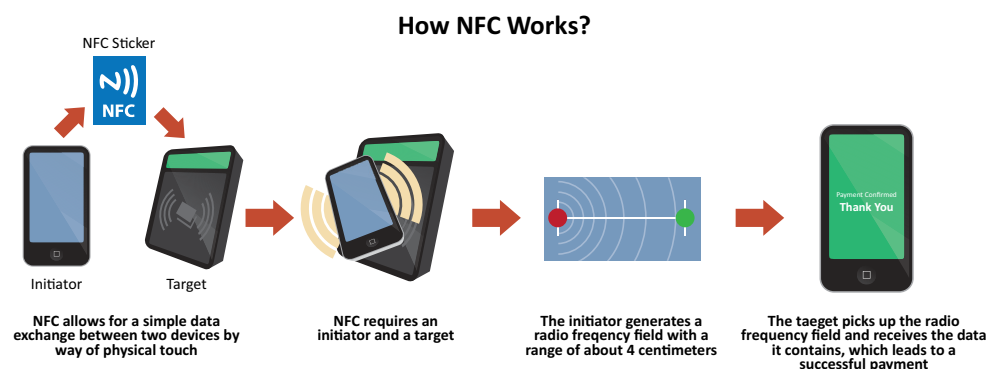 How NFC Works?
NFC Sticker
NFC
Initiator
Target
NFC allows for a simple data
exchange between two devices by
way of physical touch
NFC requires an
initiator and a target
The initiator generates a
radio freqency field with a
range of about 4 centimeters
Payment Confirmed
Thank You
The taeget picks up the radio
frequency field and receives the data
it contains, which leads to a
successful payment